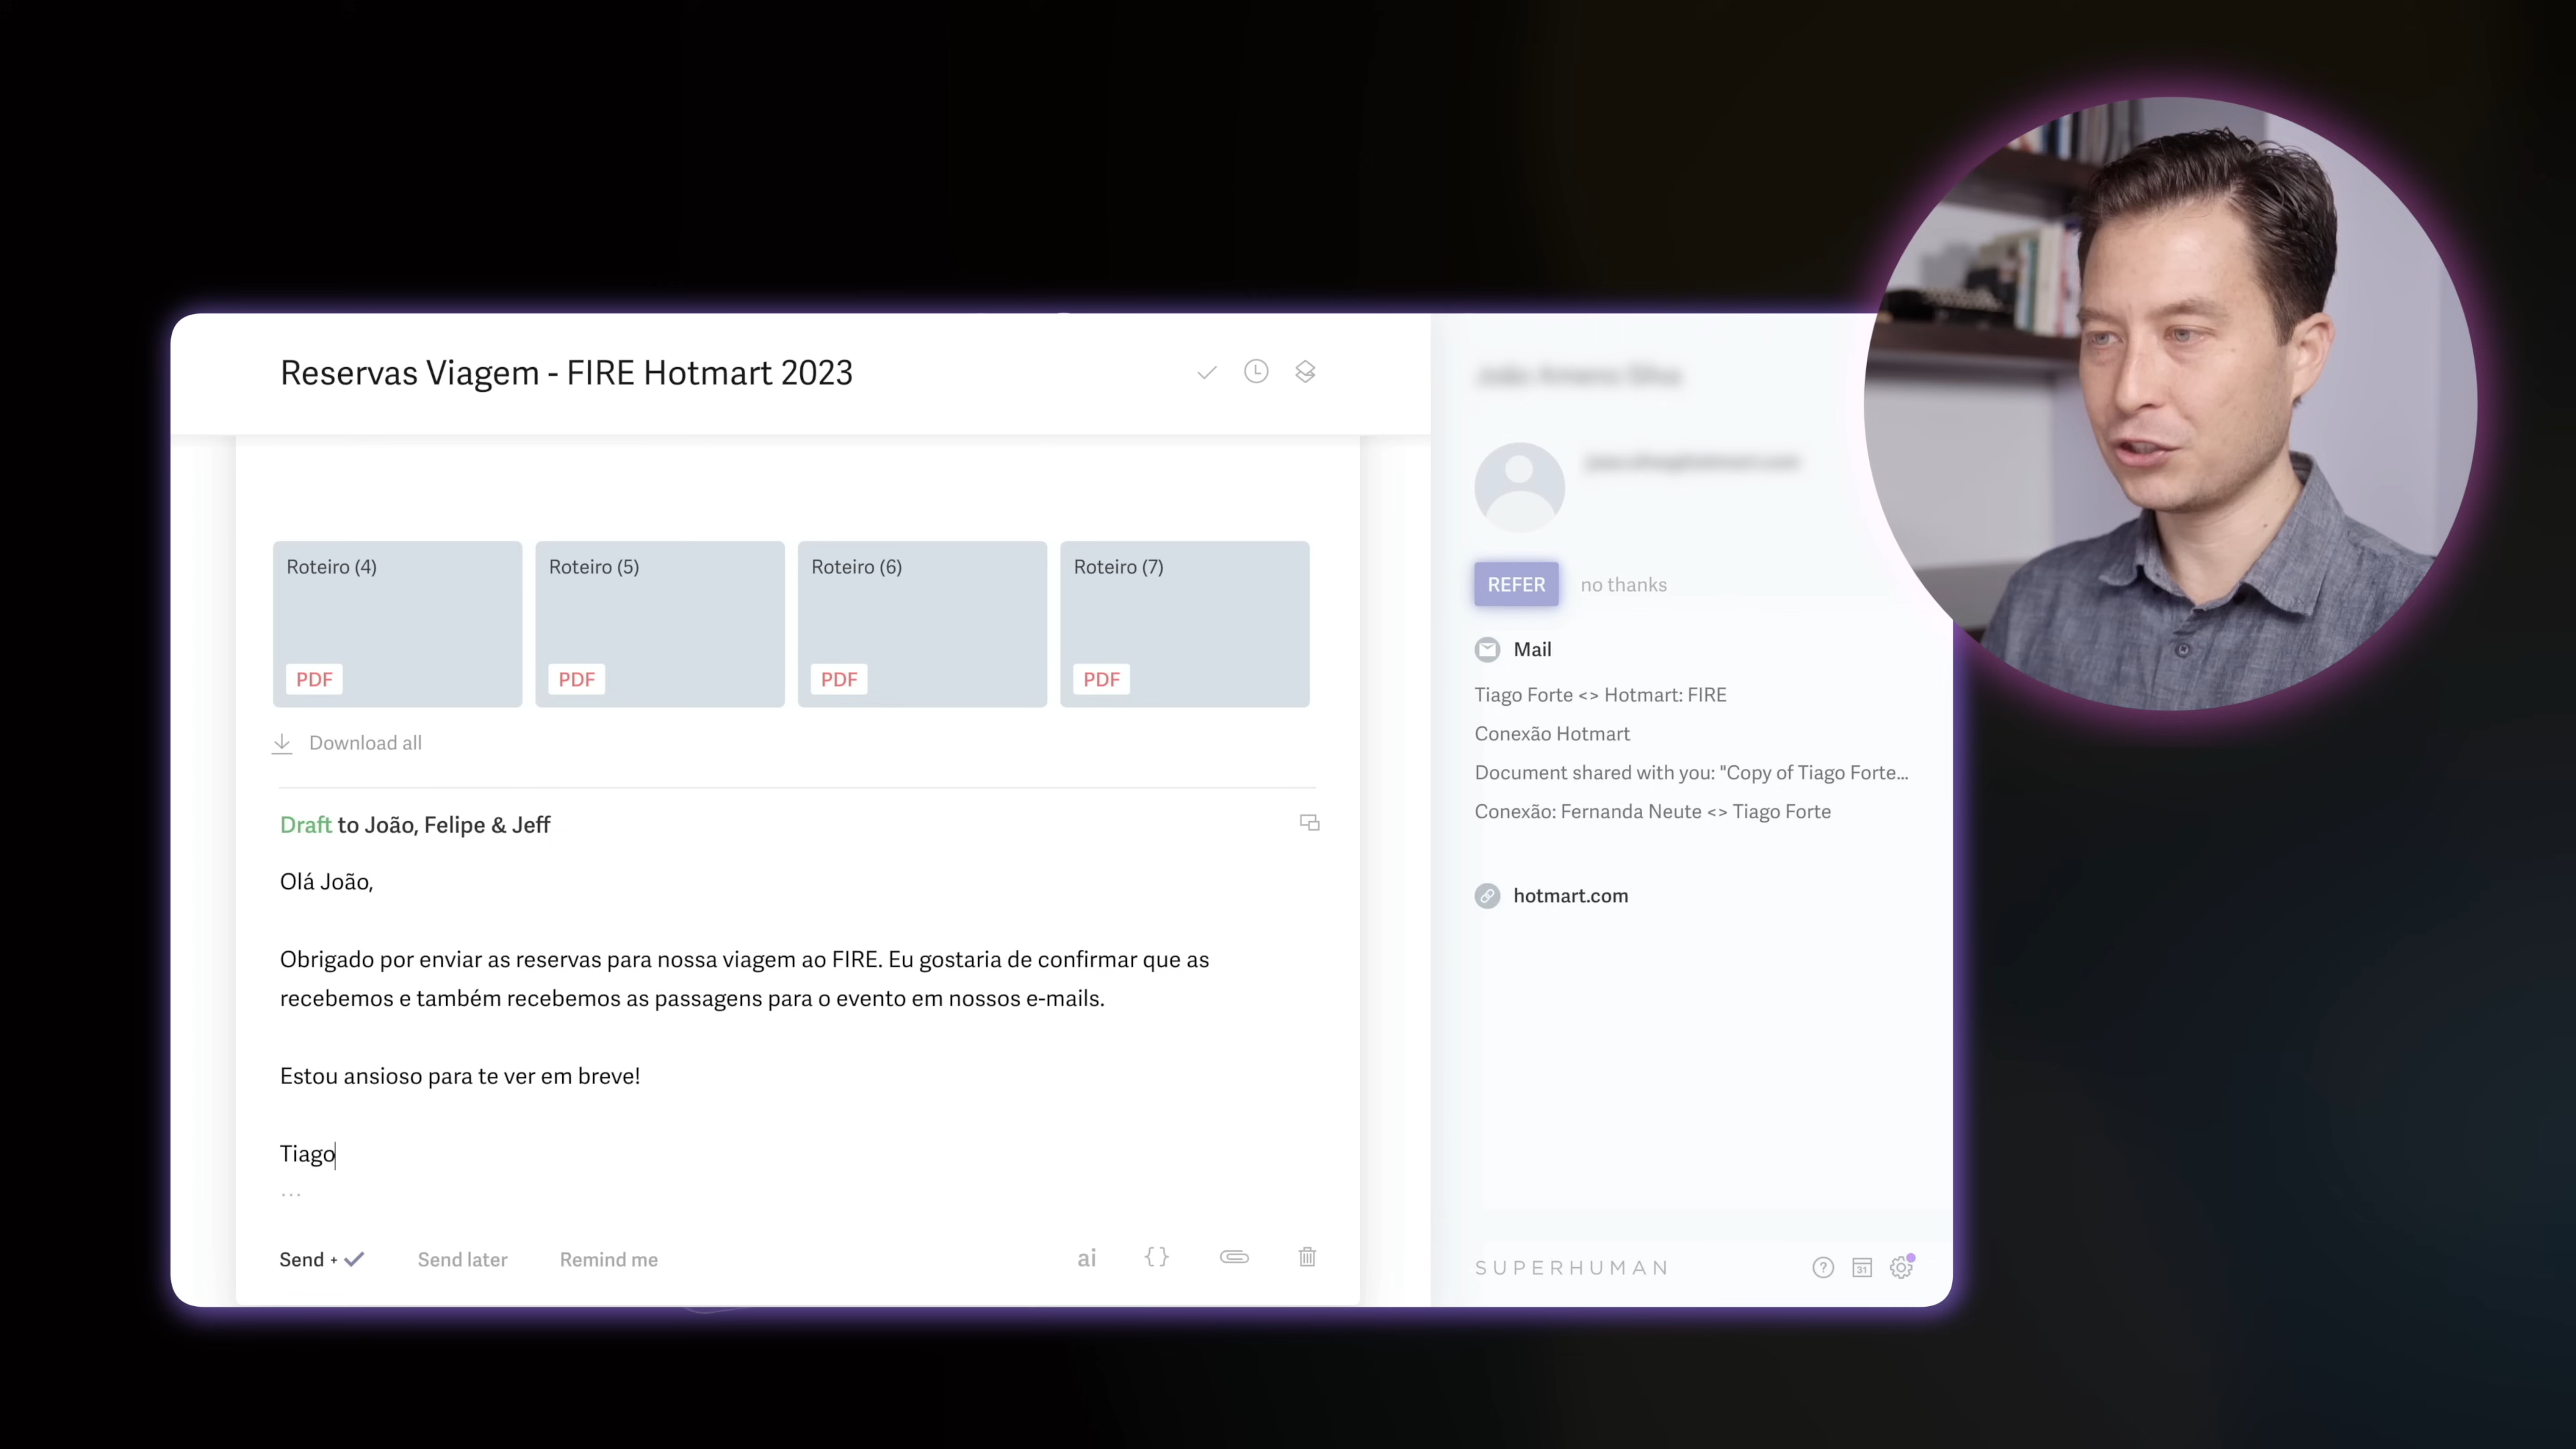 Reservas Viagem - FIRE Hotmart 2023
Roteiro (4)
PDF
Roteiro (5)
PDF
Roteiro (6)
PDF
Roteiro (7)
PDF
Download all
Draft to João, Felipe & Jeff
Olá João,
Obrigado por enviar as reservas para nossa viagem ao FIRE. Eu gostaria de confirmar que as
recebemos e também recebemos as passagens para o evento em nossos e-mails.
Estou ansioso para te ver em breve!
Tiago
...
Send + ✓
Send later
Remind me
ai
{}
REFER
no thanks
Mail
Tiago Forte <> Hotmart: FIRE
Conexão Hotmart
Document shared with you: "Copy of Tiago Forte...
Conexão: Fernanda Neute <> Tiago Forte
hotmart.com
SUPERHUMAN
?
31